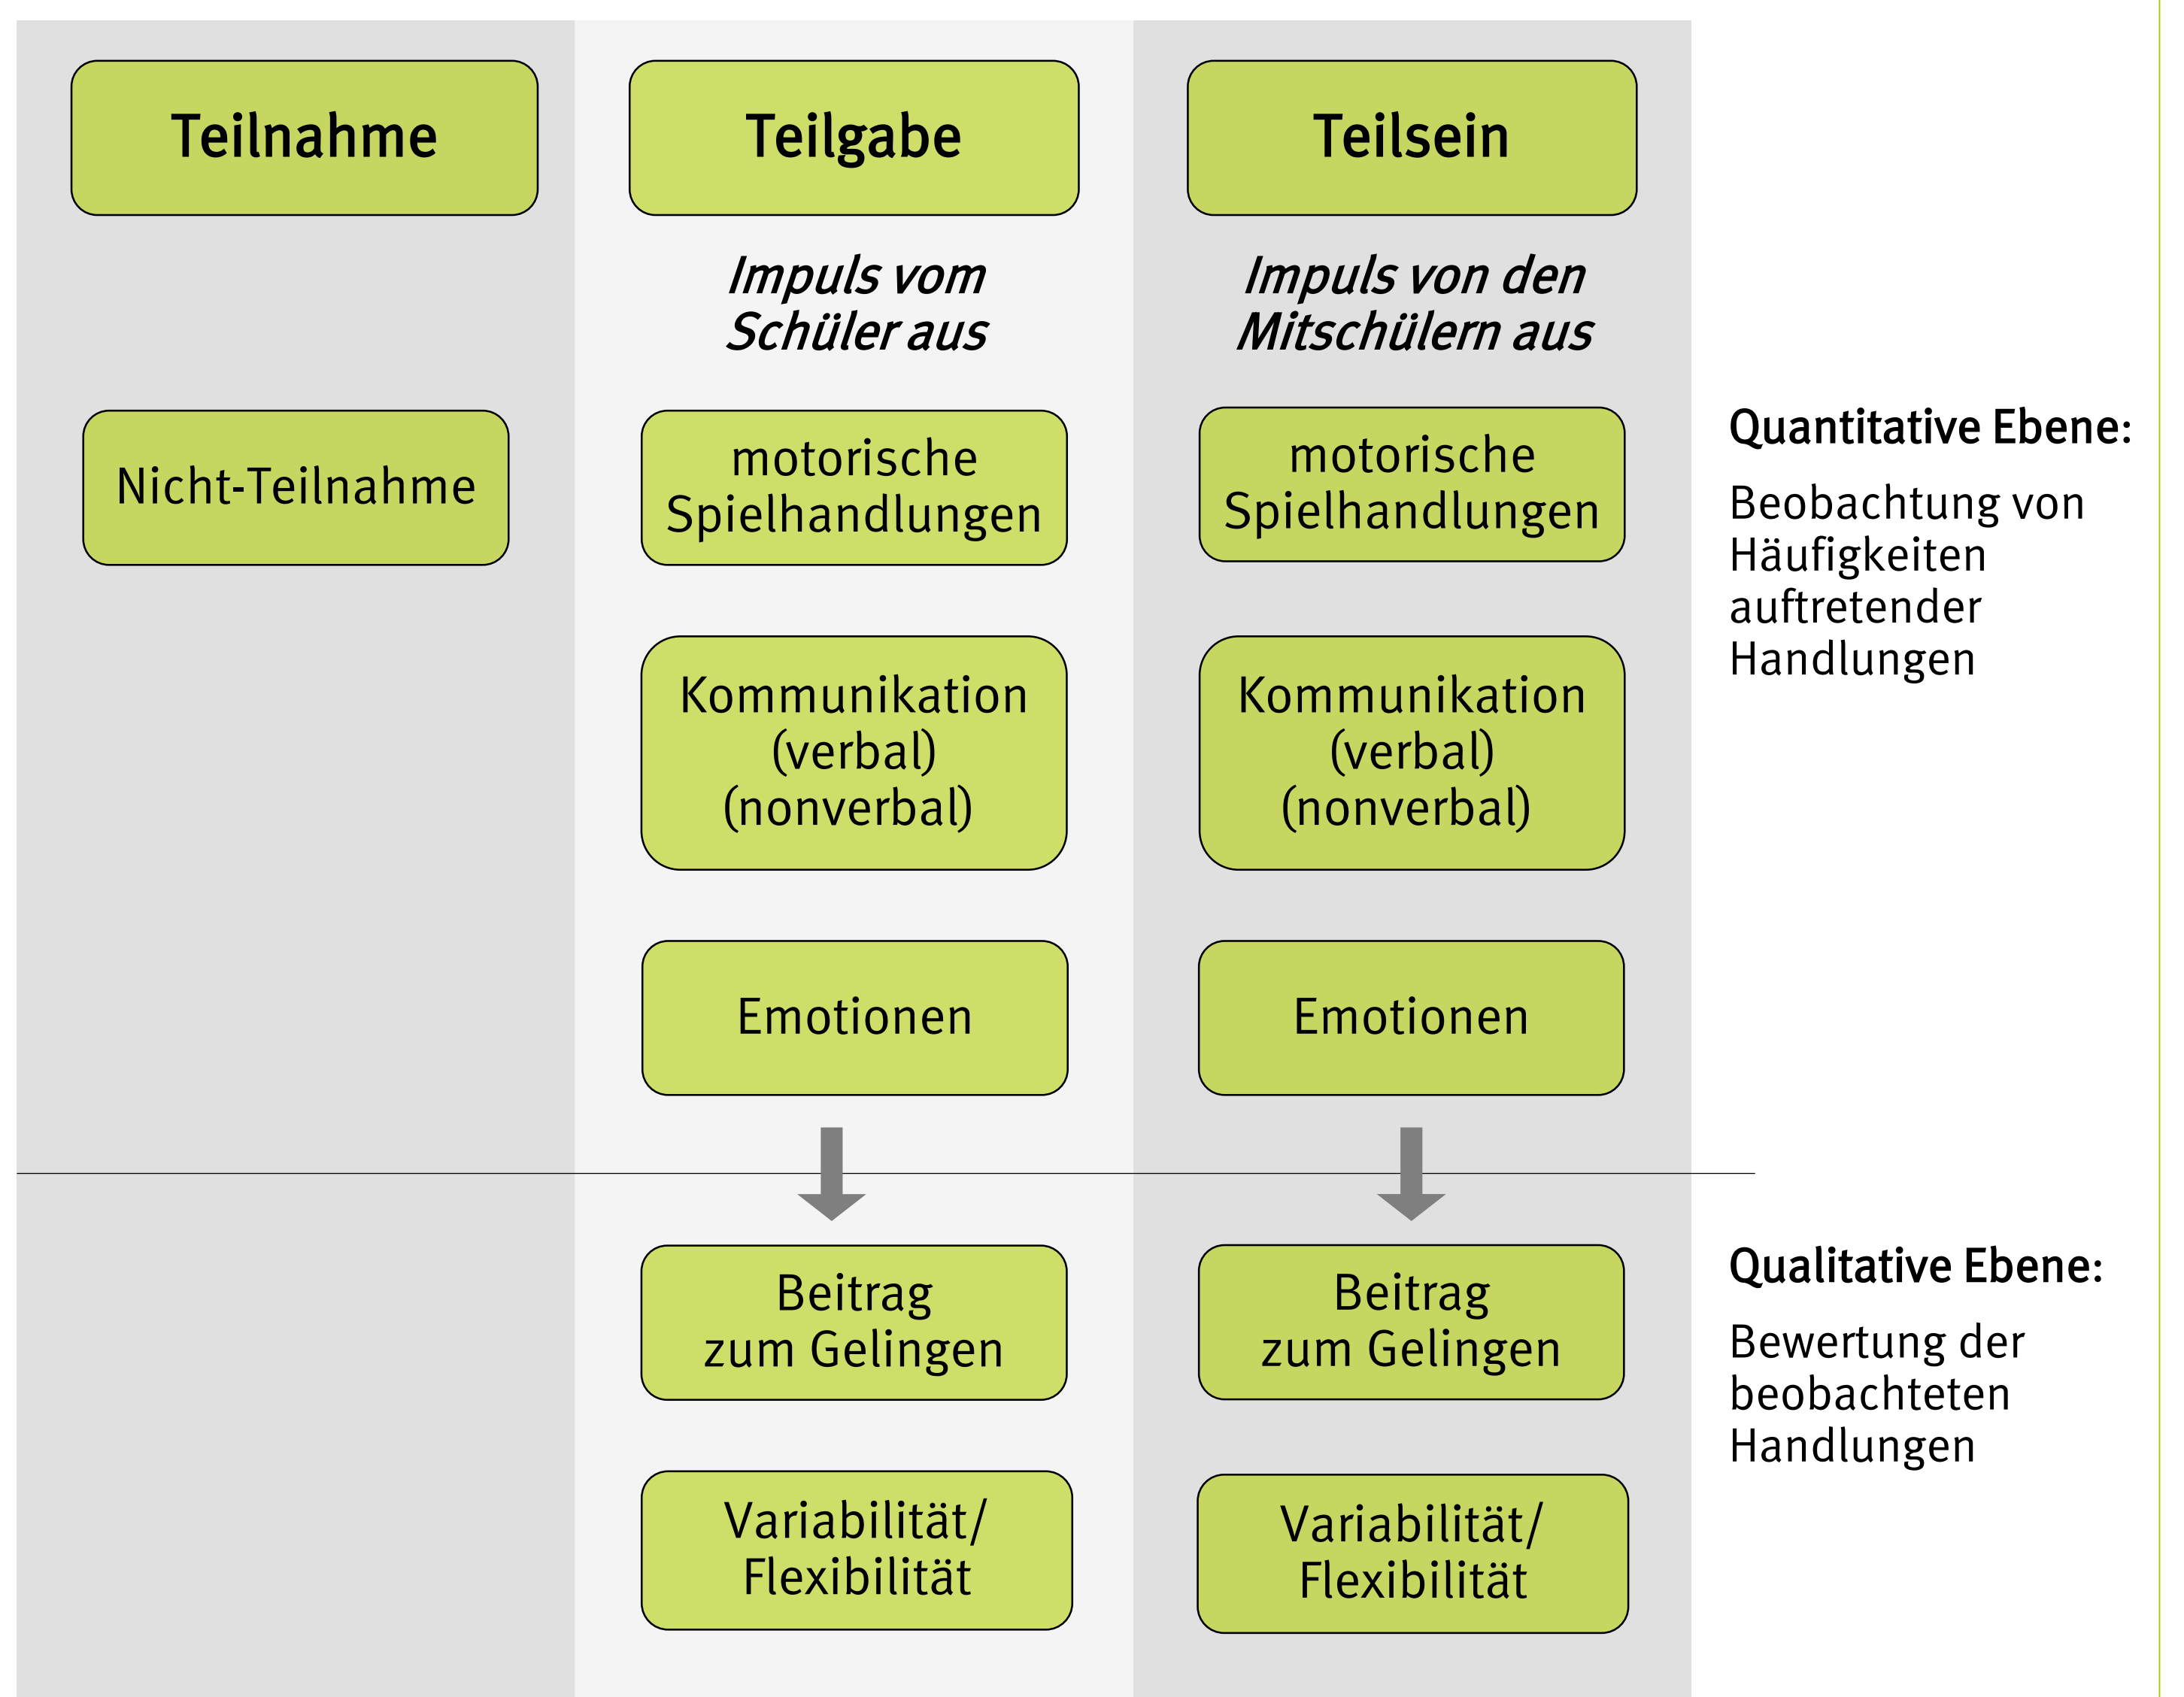 Teilnahme
Teilgabe
Teilsein
Impuls vom
Schüler aus
Impuls von den
Mitschülern aus
Nicht-Teilnahme
motorische
Spielhandlungen
motorische
Spielhandlungen
Quantitative Ebene:
Beobachtung von
Häufigkeiten
auftretender
Handlungen
Kommunikation
(verbal)
(nonverbal)
Kommunikation
(verbal)
(nonverbal)
Emotionen
Emotionen
Beitrag
zum Gelingen
Beitrag
zum Gelingen
Qualitative Ebene:
Bewertung der
beobachteten
Handlungen
Variabilität/
Flexibilität
Variabilität/
Flexibilität